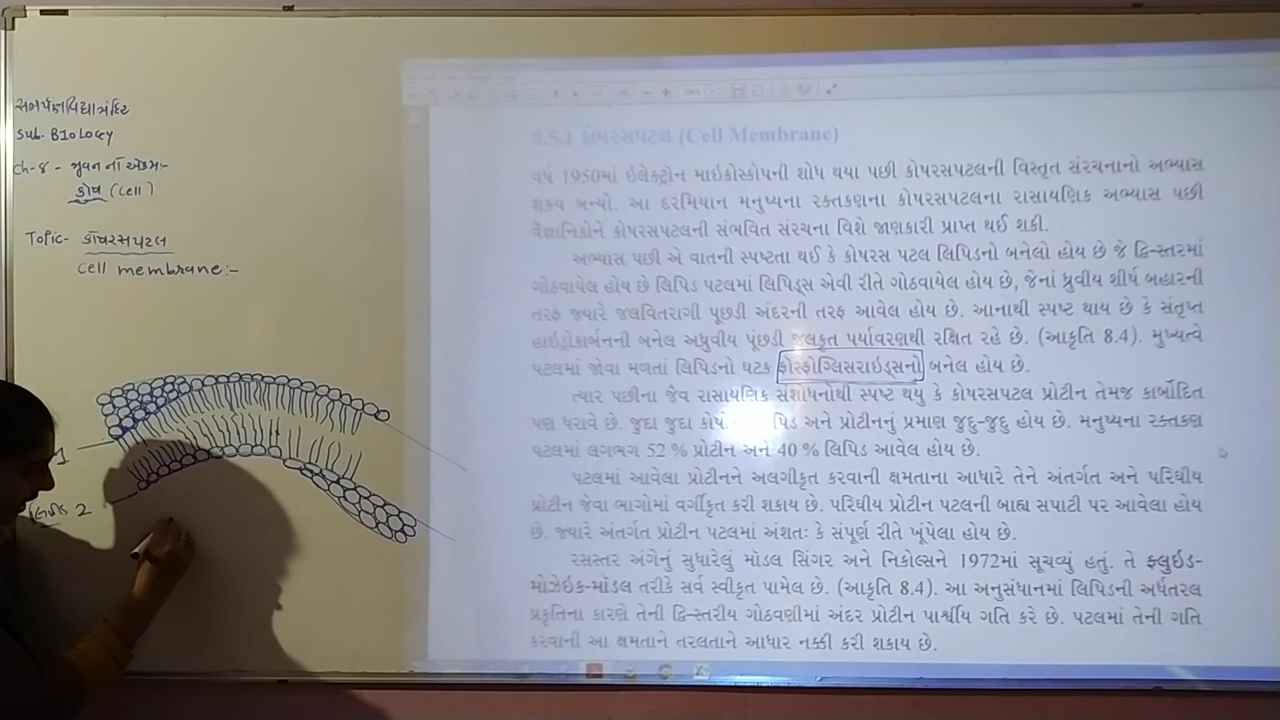 સમર્પણ વિદ્યામંદિર
Sub- BIOLOGY
Ch-8 - જીવનનો એકમ:-
કોષ (Cell)
Topic- કોષરસપટલ
Cell membrane:-
1
2
8.5.1 કોષરસપટલ (Cell Membrane)
વર્ષ 1950માં ઇલેક્ટ્રૉન માઇક્રોસ્કોપની શોધ થયા પછી કોષરસપટલની વિસ્તૃત સંરચનાનો અભ્યાસ
શક્ય બન્યો. આ દરમિયાન મનુષ્યના રક્તકણના કોષરસપટલના રાસાયણિક અભ્યાસ પછી
વૈજ્ઞાનિકોને કોષરસપટલની સંભવિત સંરચના વિશે જાણકારી પ્રાપ્ત થઈ શકી.
અભ્યાસ પછી એ વાતની સ્પષ્ટતા થઈ કે કોષરસ પટલ લિપિડનો બનેલો હોય છે જે દ્વિ-સ્તરમાં
ગોઠવાયેલ હોય છે લિપિડ પટલમાં લિપિડ્સ એવી રીતે ગોઠવાયેલ હોય છે, જેનાં ધ્રુવીય શીર્ષ બહારની
તરફ જ્યારે જલવિતરાગી પૂછડી અંદરની તરફ આવેલ હોય છે. આનાથી સ્પષ્ટ થાય છે કે સંતૃપ્ત
હાઇડ્રોકાર્બનની બનેલ અધ્રુવીય પૂંછડી જલકૃત પર્યાવરણથી રક્ષિત રહે છે. (આકૃતિ 8.4). મુખ્યત્વે
પટલમાં જોવા મળતાં લિપિડનો ઘટક ફોસ્ફોગ્લિસરાઇડ્સનો બનેલ હોય છે.
ત્યાર પછીના જૈવ રાસાયણિક સંશોધનોથી સ્પષ્ટ થયુ કે કોષરસપટલ પ્રોટીન તેમજ કાર્બોદિત
પણ ધરાવે છે. જુદા જુદા કોષો. પિડ અને પ્રોટીનનું પ્રમાણ જુદુ-જુદુ હોય છે. મનુષ્યના રક્તકણ
પટલમાં લગભગ 52 % પ્રોટીન અને 40 % લિપિડ આવેલ હોય છે.
પટલમાં આવેલા પ્રોટીનને અલગીકૃત કરવાની ક્ષમતાના આધારે તેને અંતર્ગત અને પરિઘીય
પ્રોટીન જેવા ભાગોમાં વર્ગીકૃત કરી શકાય છે. પરિઘીય પ્રોટીન પટલની બાહ્ય સપાટી પર આવેલા હોય
છે. જ્યારે અંતર્ગત પ્રોટીન પટલમાં અંશતઃ કે સંપૂર્ણ રીતે ખૂંપેલા હોય છે.
રસસ્તર અંગેનું સુધારેલું મૉડલ સિંગર અને નિકોલ્સને 1972માં સૂચવ્યું હતું. તે ફ્લુઇડ-
મોઝેઇક-મૉડલ તરીકે સર્વ સ્વીકૃત પામેલ છે. (આકૃતિ 8.4). આ અનુસંધાનમાં લિપિડની અર્ધતરલ
પ્રકૃતિના કારણે તેની દ્વિ-સ્તરીય ગોઠવણીમાં અંદર પ્રોટીન પાર્શ્વીય ગતિ કરે છે. પટલમાં તેની ગતિ
કરવાની આ ક્ષમતાને તરલતાને આધાર નક્કી કરી શકાય છે.